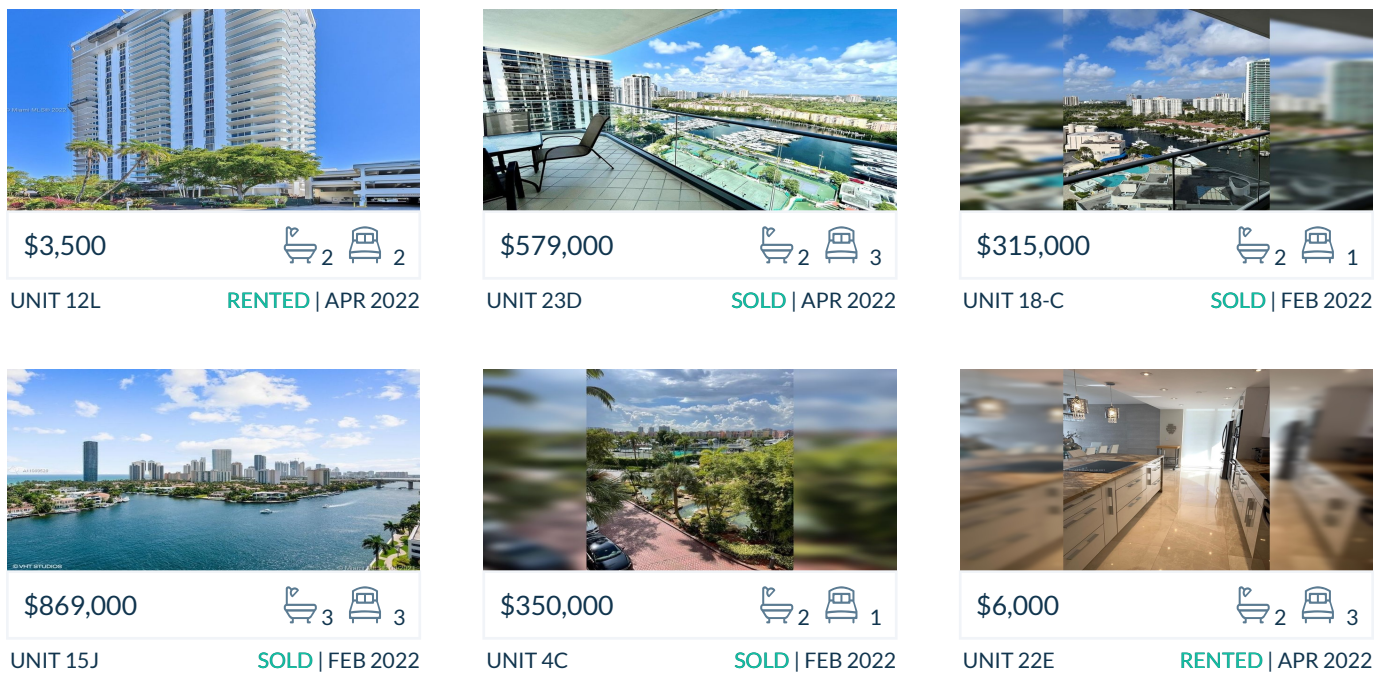 $3,500 2 2
UNIT 12L RENTED | APR 2022
$579,000 2 3
UNIT 23D SOLD | APR 2022
$315,000 2 1
UNIT 18-C SOLD | FEB 2022
©VHT STUDIOS
$869,000 3 3
UNIT 15J SOLD | FEB 2022
$350,000 2 1
UNIT 4C SOLD | FEB 2022
$6,000 2 3
UNIT 22E RENTED | APR 2022